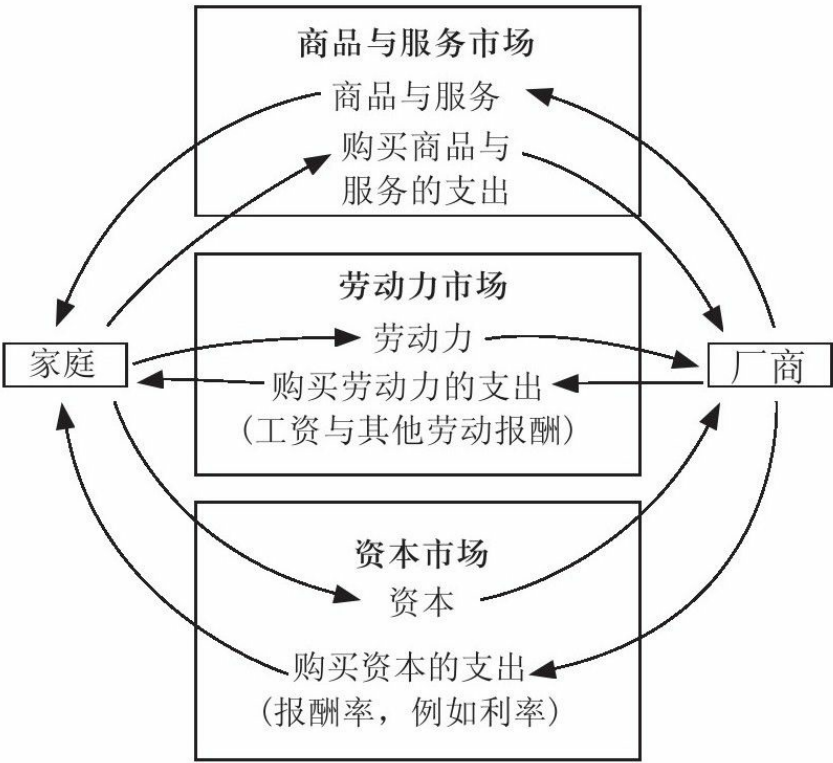 商品与服务市场
商品与服务
购买商品与
服务的支出
劳动力市场
劳动力
家庭
厂商
购买劳动力的支出
(工资与其他劳动报酬)
资本市场
资本
购买资本的支出
(报酬率，例如利率)